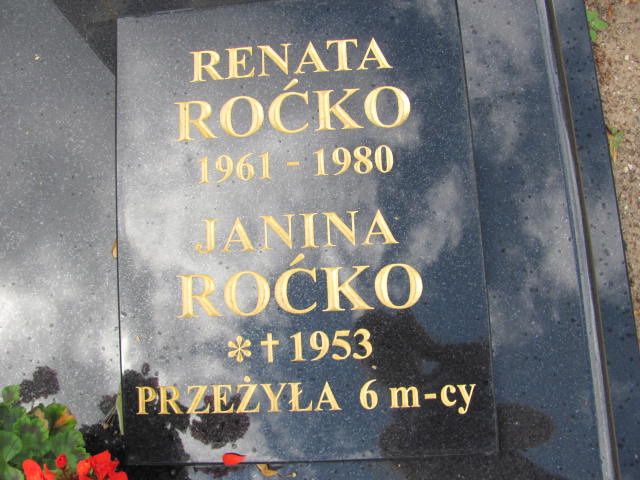 RENATA
ROĆKO
1961 - 1980
JANINA
ROĆKO
* † 1953
PRZEŻYŁA 6 m-cy